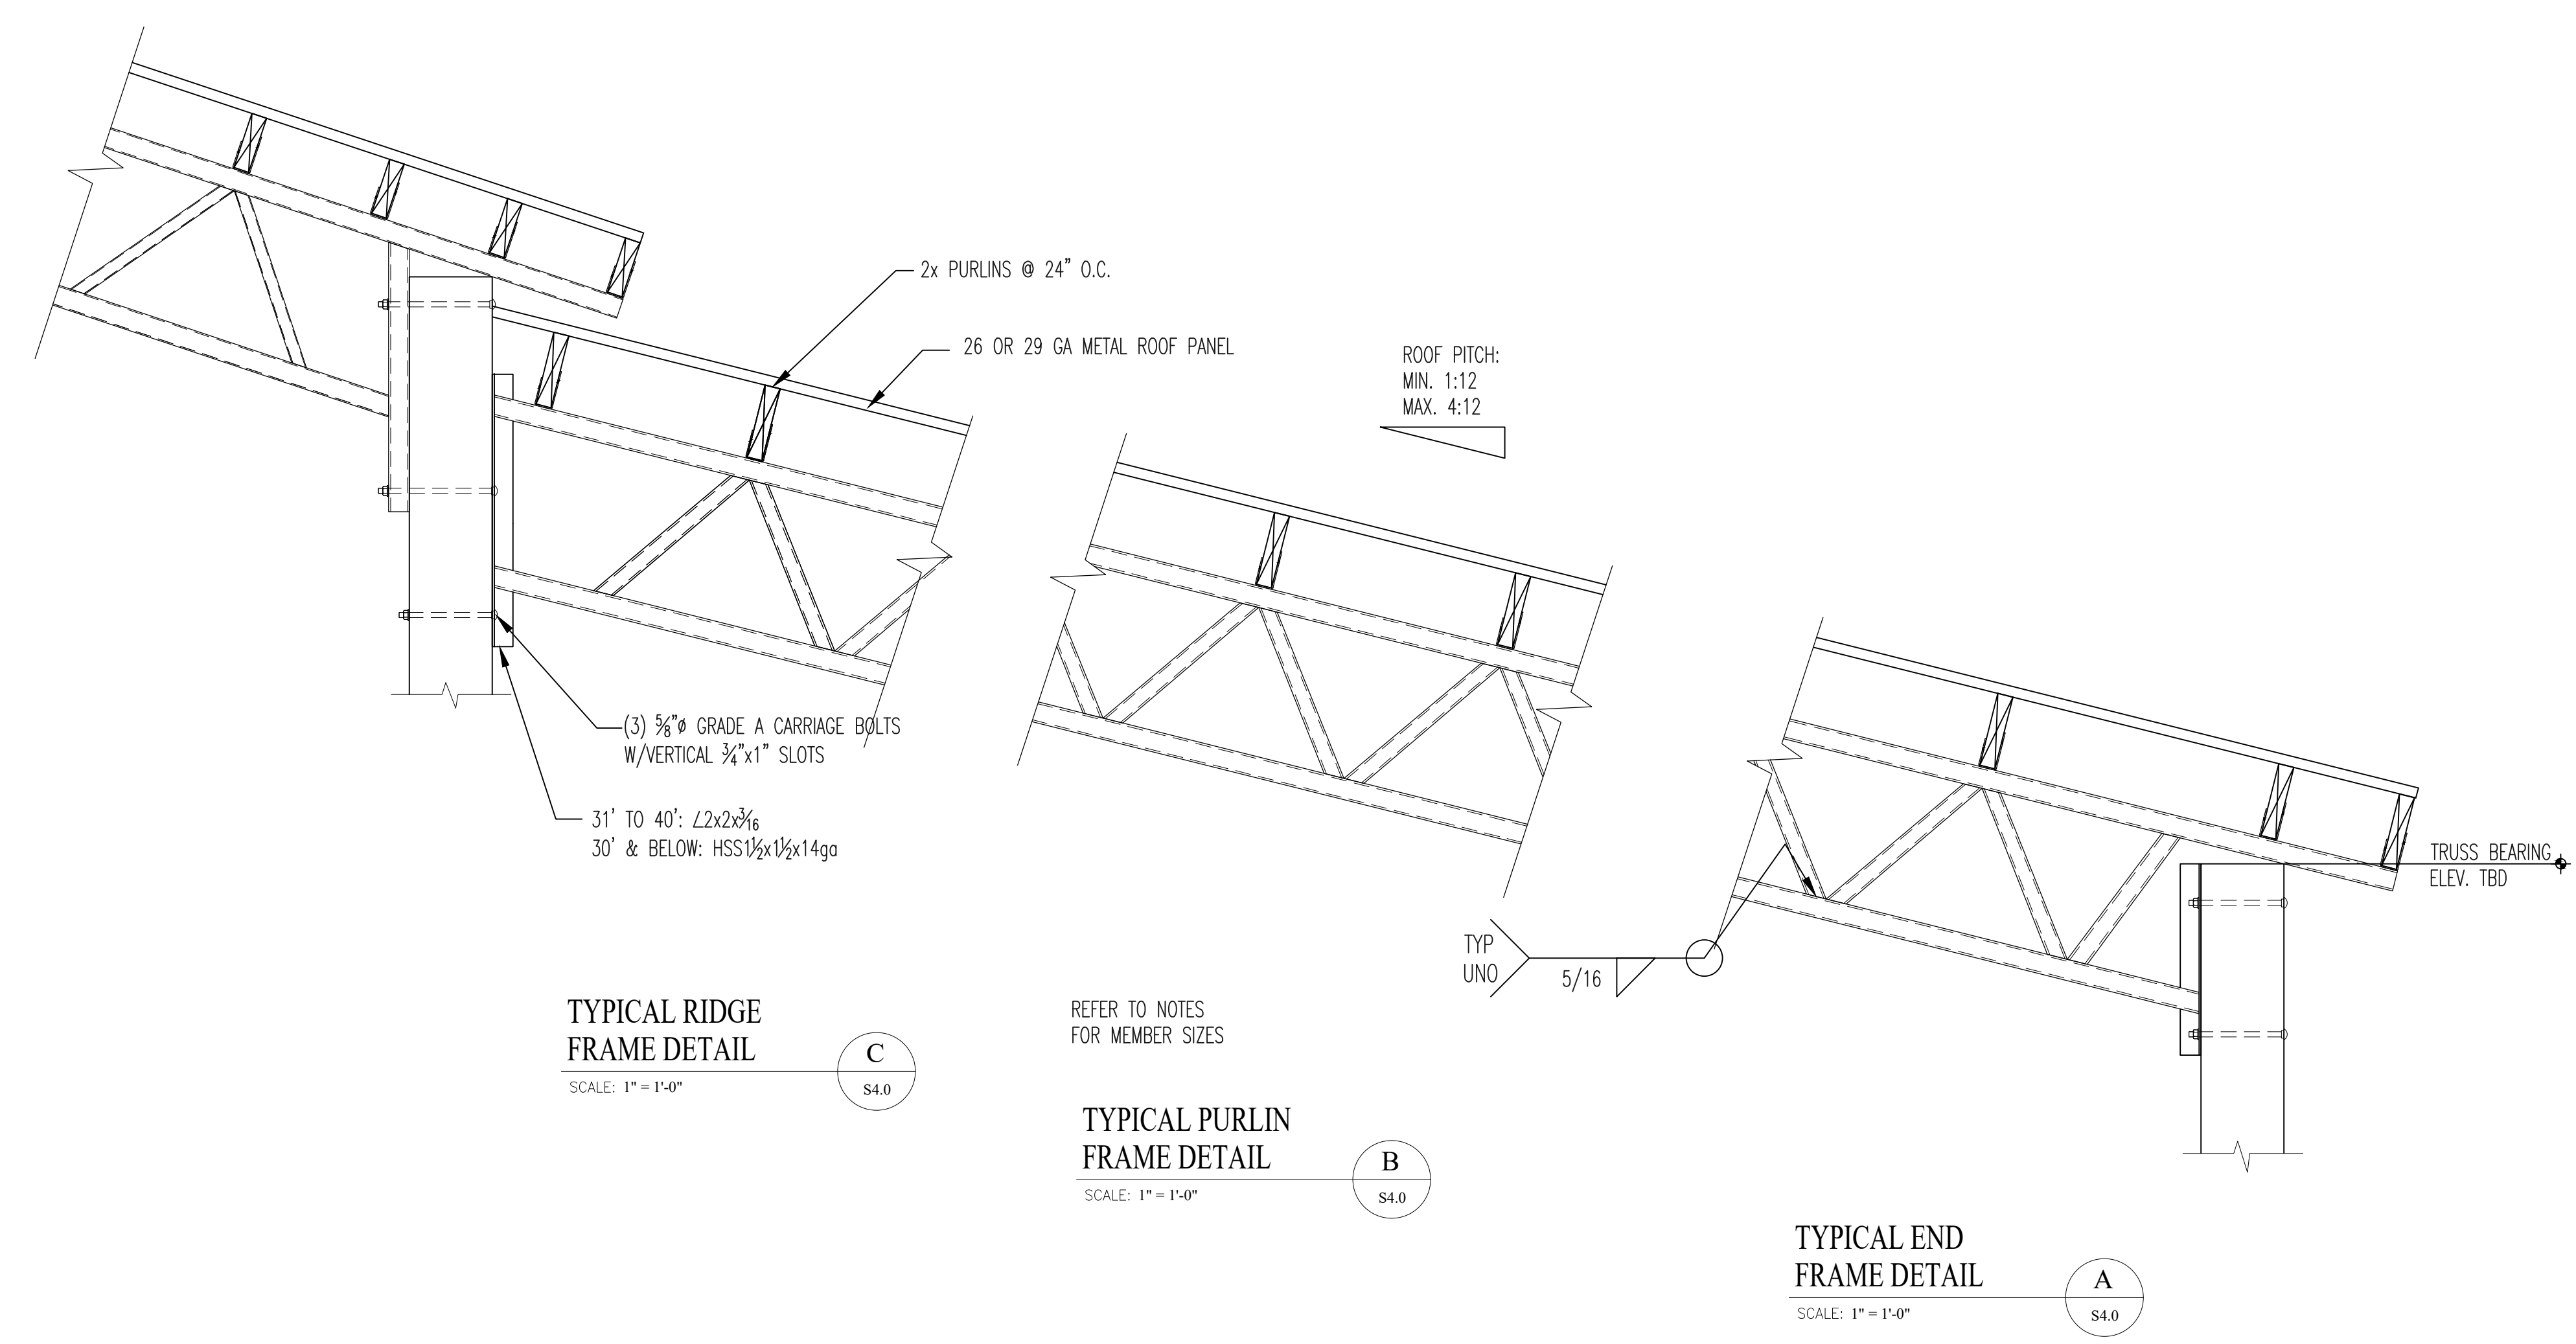 2x PURLINS @ 24" O.C.
26 OR 29 GA METAL ROOF PANEL
ROOF PITCH:
MIN. 1:12
MAX. 4:12
(3) ⅝"ø GRADE A CARRIAGE BOLTS
W/VERTICAL ¾"x1" SLOTS
31' TO 40': ∠2x2x3⁄16
30' & BELOW: HSS1½x1½x14ga
TRUSS BEARING
ELEV. TBD
TYP
UNO
5/16
TYPICAL RIDGE
FRAME DETAIL
C
SCALE: 1" = 1'-0"
S4.0
REFER TO NOTES
FOR MEMBER SIZES
TYPICAL PURLIN
FRAME DETAIL
B
SCALE: 1" = 1'-0"
S4.0
TYPICAL END
FRAME DETAIL
A
SCALE: 1" = 1'-0"
S4.0